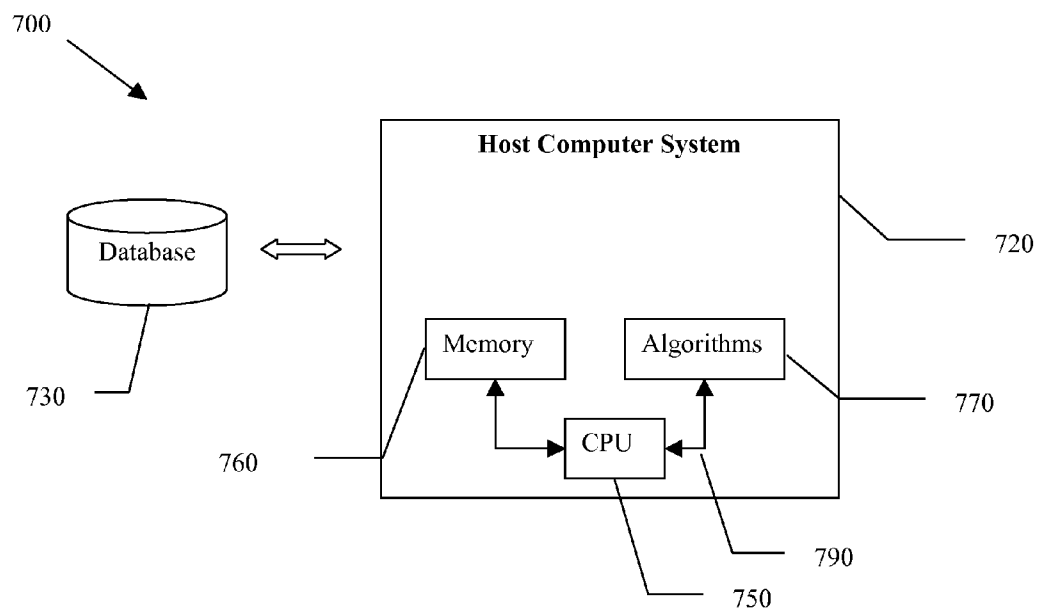 700
Host Computer System
Database
720
Memory
Algorithms
730
770
CPU
760
790
750